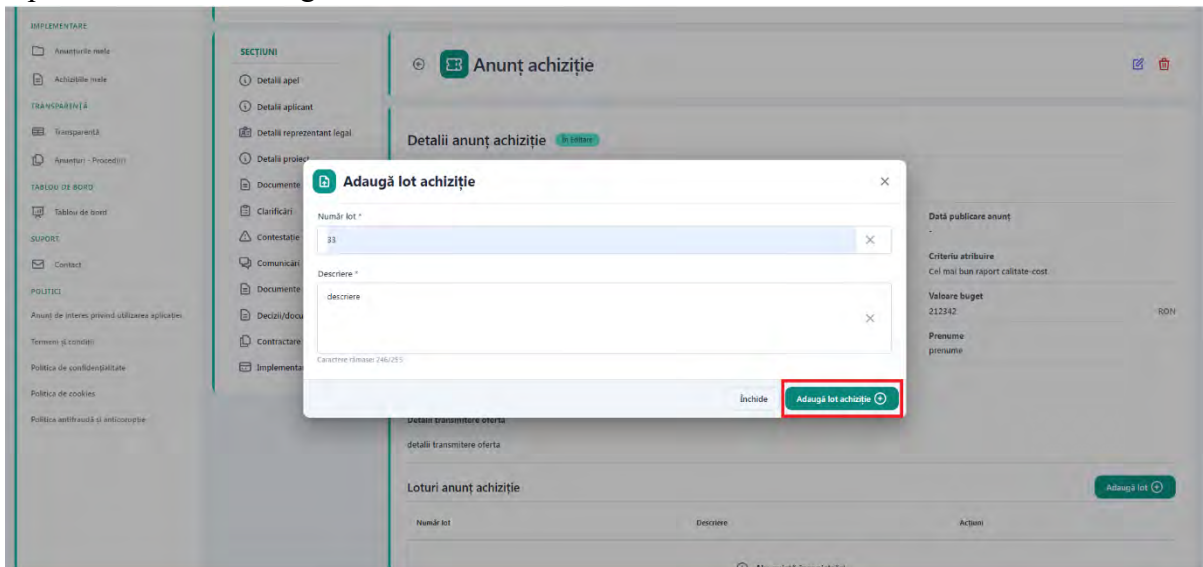 IMPLEMENTARE
Anunțurile mele
Achizițiile mele
TRANSPARENȚĂ
Transparență
Anunțuri - Proceduri
TABLOU DE BORD
Tablou de bord
SUPORT
Contact
POLITICI
Anunț de interes privind utilizarea aplicației
Termeni și condiții
Politica de confidențialitate
Politica de cookies
Politica antifraudă și anticorupție
SECȚIUNI
Detalii apel
Detalii aplicant
Detalii reprezentant legal
Detalii proiect
Documente
Clarificări
Contestație
Comunicări
Documente
Decizii/docu
Contractare
Implementa
Anunț achiziție
Detalii anunț achiziție În editare
Adaugă lot achiziție
Număr lot *
33
Descriere *
descriere
Caractere rămase: 246/255
Închide
Adaugă lot achiziție
Dată publicare anunț
-
Criteriu atribuire
Cel mai bun raport calitate-cost
Valoare buget
212342 RON
Prenume
prenume
Detalii transmitere oferta
detalii transmitere oferta
Loturi anunț achiziție
Adaugă lot
Număr lot Descriere Acțiuni